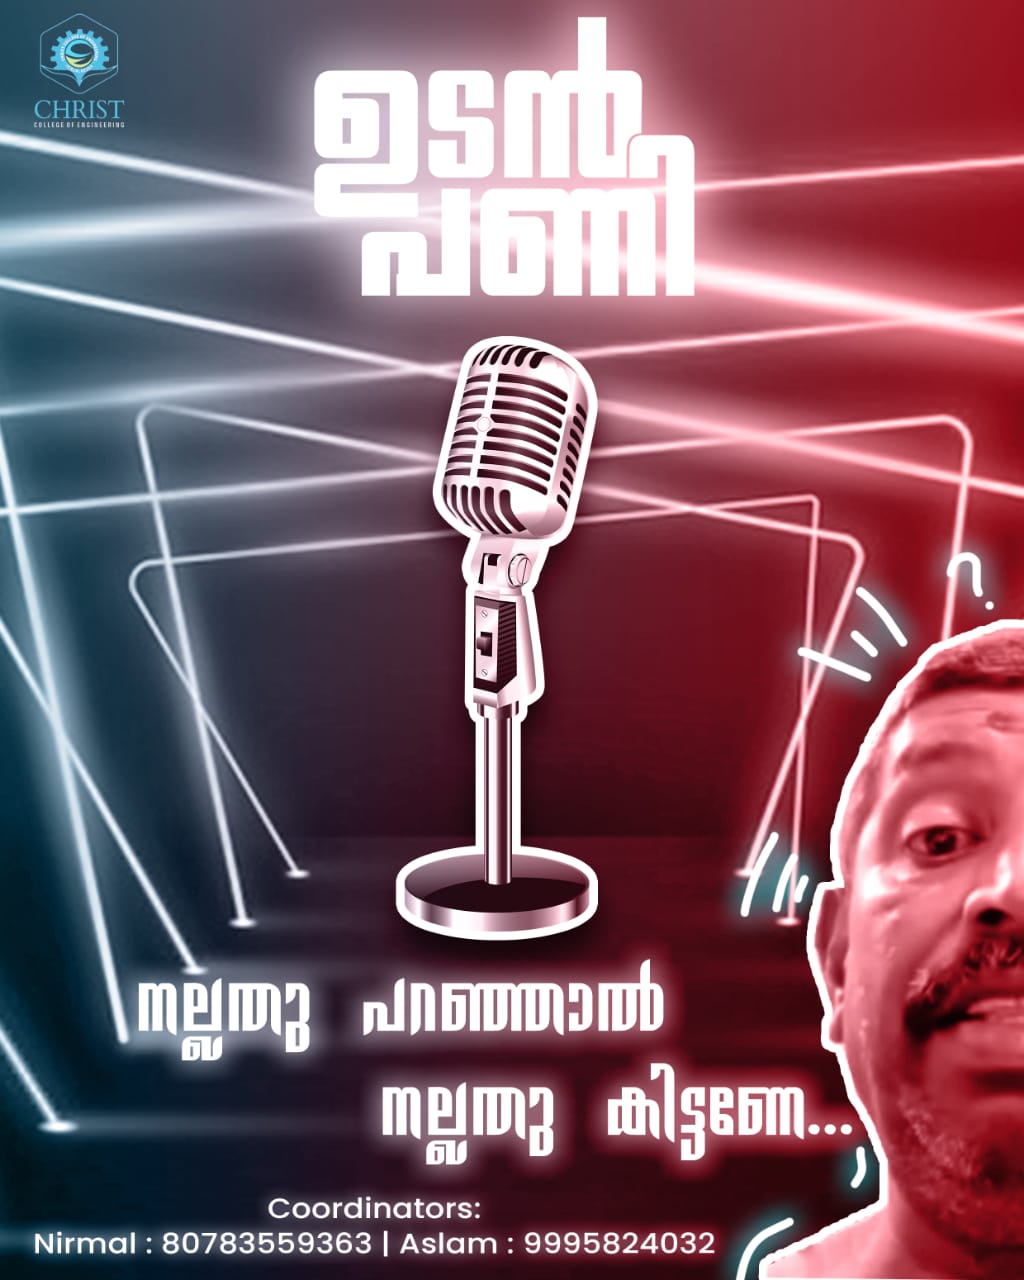 CHRIST
COLLEGE OF ENGINEERING
ഉടൻ
പണി
നല്ലതു പറഞ്ഞാൽ
നല്ലതു കിട്ടണേ...
Coordinators:
Nirmal : 80783559363 | Aslam : 9995824032